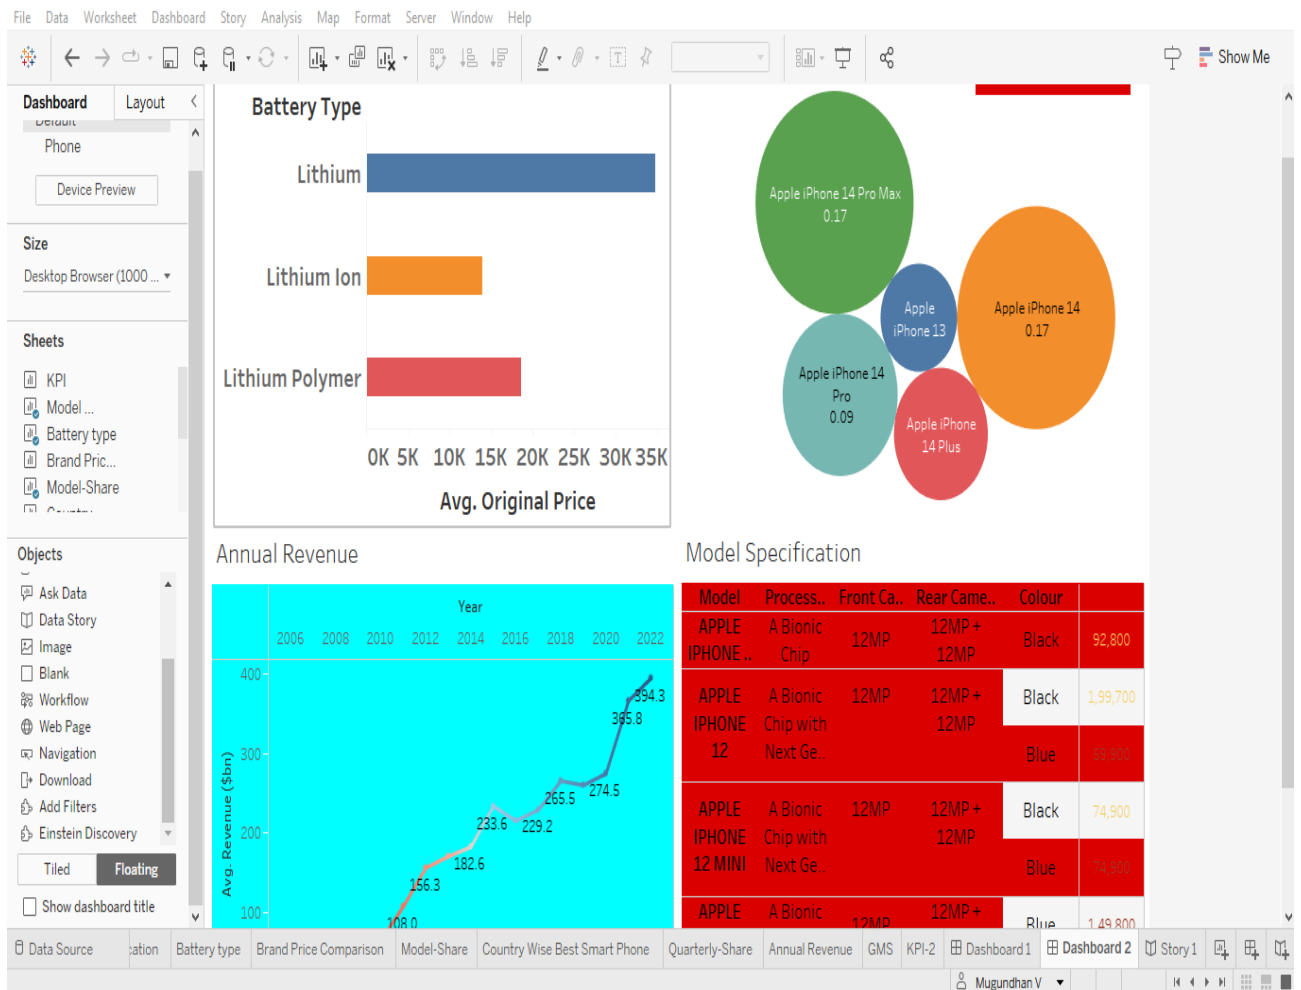 File Data Worksheet Dashboard Story Analysis Map Format Server Window Help
Show Me
Dashboard Layout
Default
Phone
Device Preview
Size
Desktop Browser (1000 ...
Sheets
KPI
Model ...
Battery type
Brand Pric...
Model-Share
Country
Objects
Ask Data
Data Story
Image
Blank
Workflow
Web Page
Navigation
Download
Add Filters
Einstein Discovery
Tiled Floating
Show dashboard title
Battery Type
Lithium
Lithium Ion
Lithium Polymer
0K 5K 10K 15K 20K 25K 30K 35K
Avg. Original Price
Apple iPhone 14 Pro Max
0.17
Apple
iPhone 13
Apple iPhone 14
0.17
Apple iPhone 14
Pro
0.09
Apple iPhone
14 Plus
Annual Revenue
Year
2006 2008 2010 2012 2014 2016 2018 2020 2022
Avg. Revenue ($bn)
400
300
200
100
394.3
365.8
274.5
265.5
229.2
233.6
182.6
156.3
108.0
Model Specification
Model Process.. Front Ca.. Rear Came.. Colour
APPLE A Bionic 12MP 12MP + Black 92,800
IPHONE .. Chip 12MP
APPLE A Bionic 12MP 12MP + Black 1,99,700
IPHONE Chip with 12MP
12 Next Ge.. Blue 59,900
APPLE A Bionic 12MP 12MP + Black 74,900
IPHONE Chip with 12MP
12 MINI Next Ge.. Blue 74,900
APPLE A Bionic 12MP 12MP + Blue 1,49,800
Data Source cation Battery type Brand Price Comparison Model-Share Country Wise Best Smart Phone Quarterly-Share Annual Revenue GMS KPI-2 Dashboard 1 Dashboard 2 Story 1
Mugundhan V